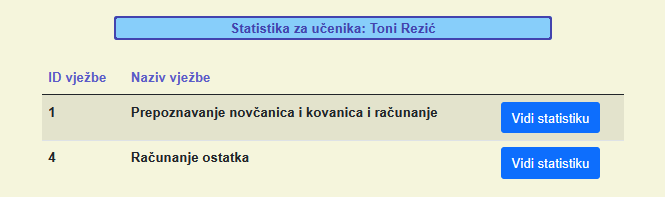 Statistika za učenika: Toni Rezić
ID vježbe Naziv vježbe
1 Prepoznavanje novčanica i kovanica i računanje Vidi statistiku
4 Računanje ostatka Vidi statistiku